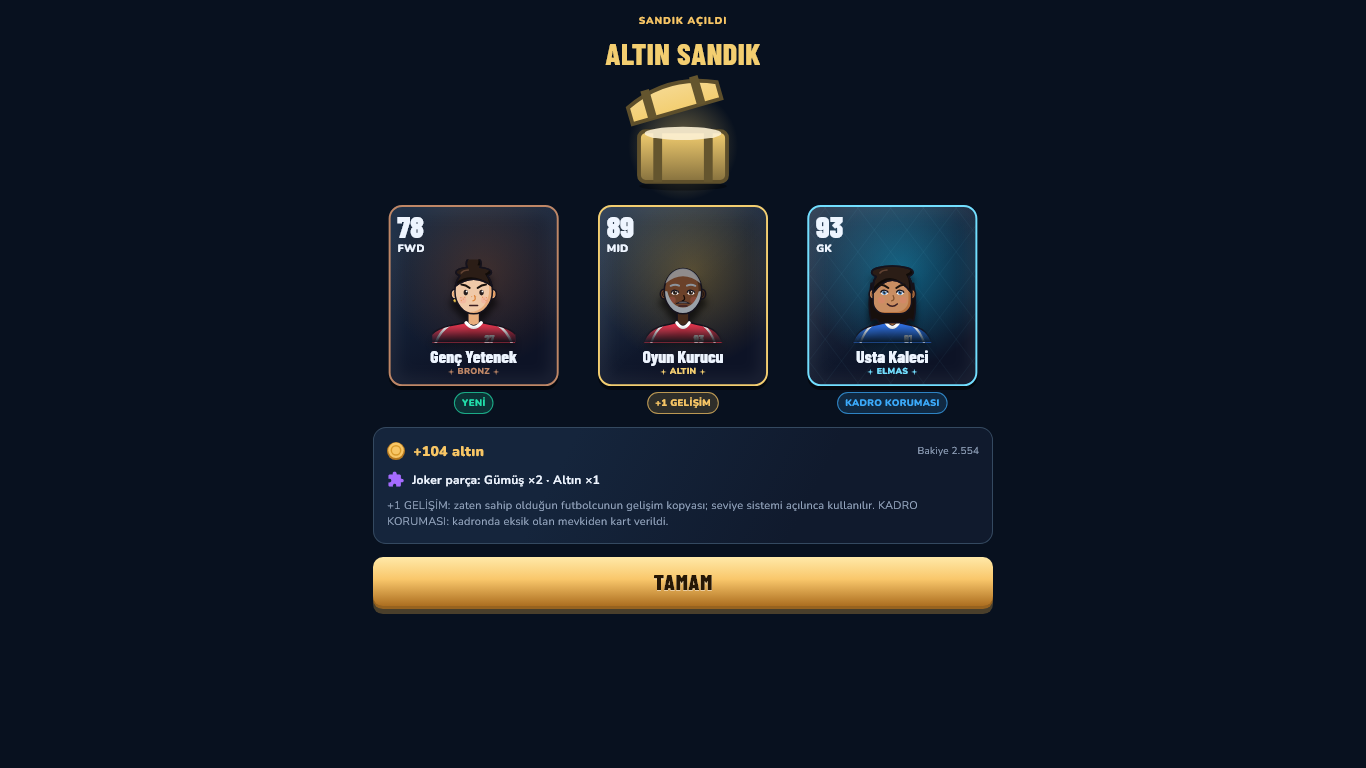 SANDIK AÇILDI
ALTIN SANDIK
78
FWD
Genç Yetenek
+ BRONZ +
YENİ
89
MID
Oyun Kurucu
+ ALTIN +
+1 GELİŞİM
93
GK
Usta Kaleci
+ ELMAS +
KADRO KORUMASI
+104 altın
Bakiye 2.554
Joker parça: Gümüş ×2 · Altın ×1
+1 GELİŞİM: zaten sahip olduğun futbolcunun gelişim kopyası; seviye sistemi açılınca kullanılır. KADRO
KORUMASI: kadronda eksik olan mevkiden kart verildi.
TAMAM